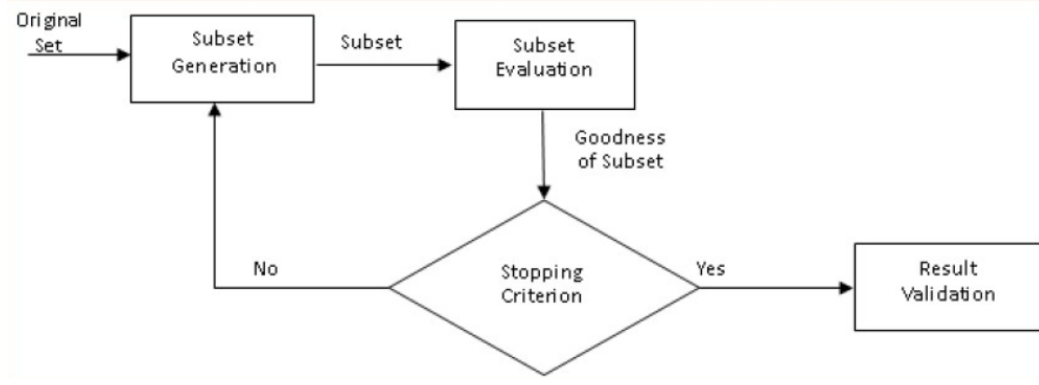 Original
Set
Subset
Generation
Subset
Subset
Evaluation
Goodness
of Subset
No
Stopping
Criterion
Yes
Result
Validation